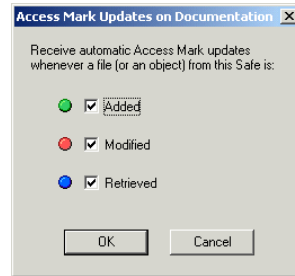 Access Mark Updates on Documentation
Receive automatic Access Mark updates
whenever a file (or an object) from this Safe is:
Added
Modified
Retrieved
OK Cancel